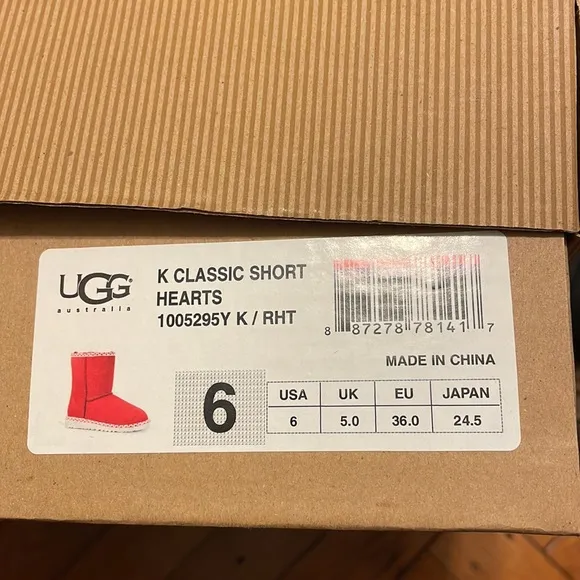 UGG®
australia
K CLASSIC SHORT
HEARTS
1005295Y K / RHT
8 87278 78141 7
MADE IN CHINA
6
USA UK EU JAPAN
6 5.0 36.0 24.5